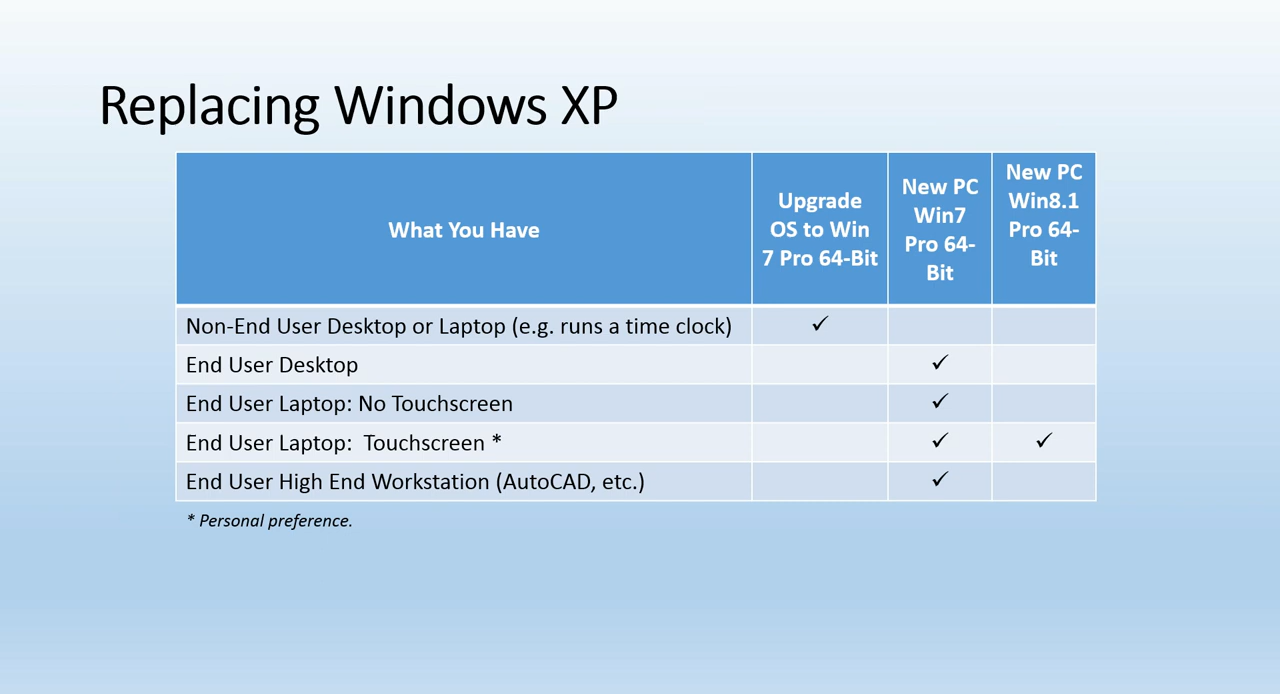 Replacing Windows XP
What You Have
Upgrade
OS to Win
7 Pro 64-Bit
New PC
Win7
Pro 64-
Bit
New PC
Win8.1
Pro 64-
Bit
Non-End User Desktop or Laptop (e.g. runs a time clock) ✓
End User Desktop ✓
End User Laptop: No Touchscreen ✓
End User Laptop:  Touchscreen * ✓ ✓
End User High End Workstation (AutoCAD, etc.) ✓
* Personal preference.